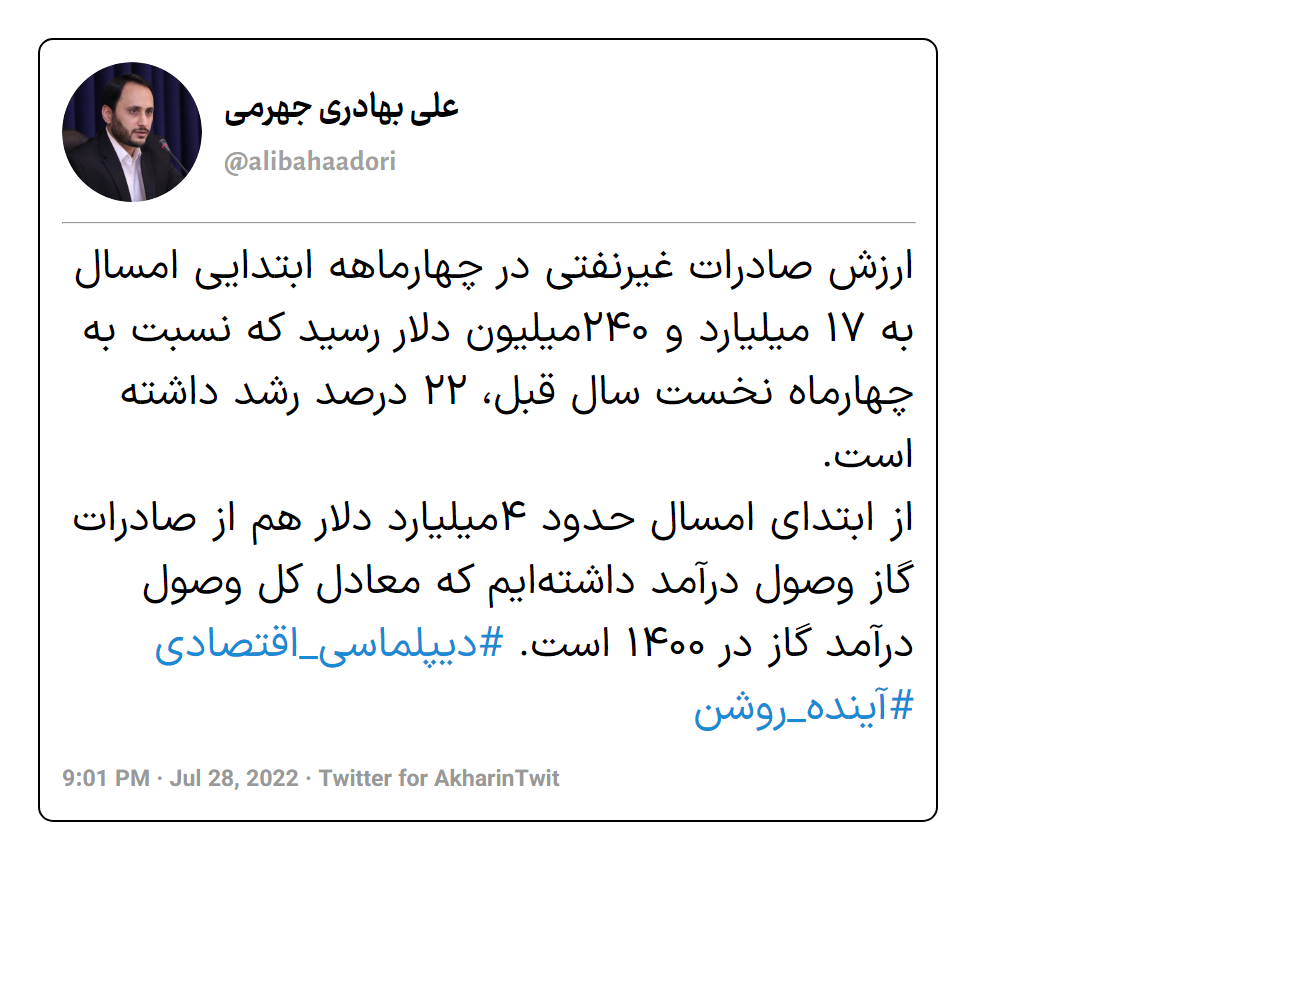 علی بهادری جهرمی
@alibahaadori
ارزش صادرات غیرنفتی در چهارماهه ابتدایی امسال
به ۱۷ میلیارد و ۲۴۰میلیون دلار رسید که نسبت به
چهارماه نخست سال قبل، ۲۲ درصد رشد داشته
است.
از ابتدای امسال حدود ۴میلیارد دلار هم از صادرات
گاز وصول درآمد داشته‌ایم که معادل کل وصول
درآمد گاز در ۱۴۰۰ است. #دیپلماسی_اقتصادی
#آینده_روشن
9:01 PM · Jul 28, 2022 · Twitter for AkharinTwit